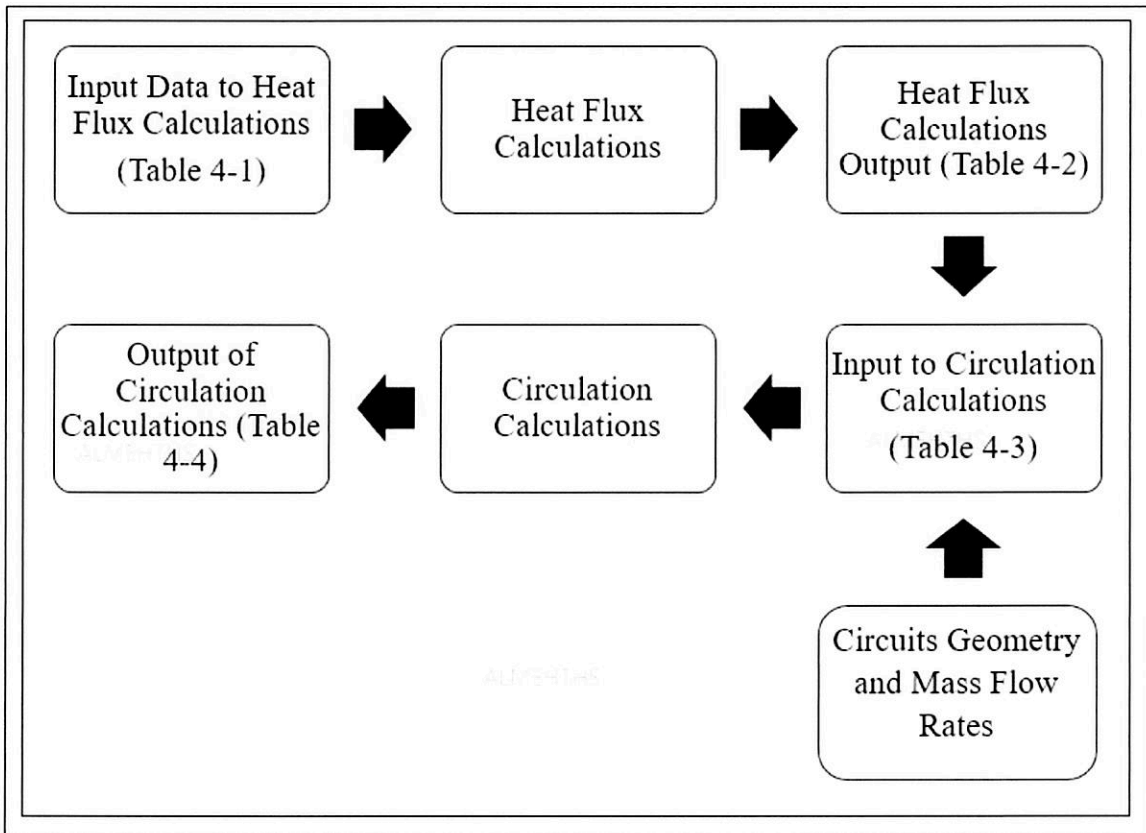 Input Data to Heat
Flux Calculations
(Table 4-1)
Heat Flux
Calculations
Heat Flux
Calculations
Output (Table 4-2)
Output of
Circulation
Calculations (Table
4-4)
Circulation
Calculations
Input to Circulation
Calculations
(Table 4-3)
Circuits Geometry
and Mass Flow
Rates